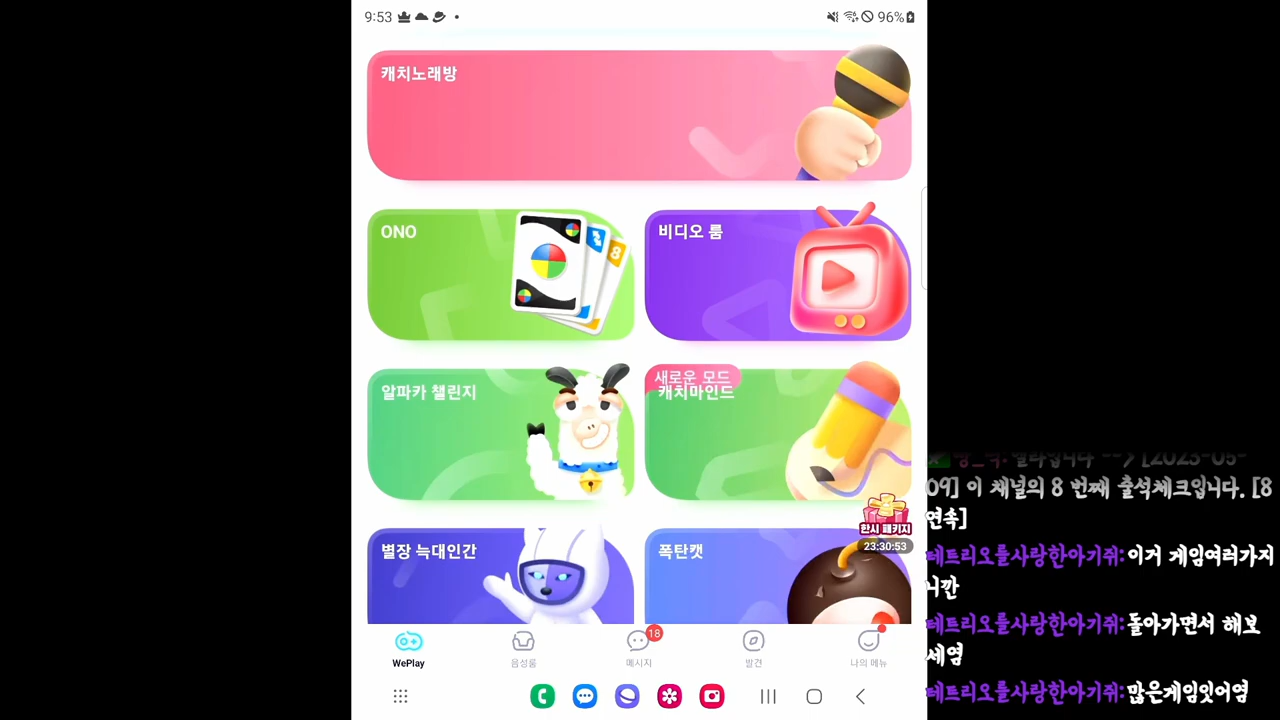 9:53
96%
캐치노래방
ONO
비디오 룸
8
알파카 챌린지
새로운 모드
캐치마인드
한시 패키지
23:30:53
별장 늑대인간
폭탄캣
WePlay
음성룸
18
메시지
발견
나의 메뉴
[2023-05-
09] 이 채널의 8 번째 출석체크입니다. [8
연속]
테트리오를사랑한아기쥐: 이거 게임여러가지
니깐
테트리오를사랑한아기쥐: 돌아가면서 해보
세염
테트리오를사랑한아기쥐: 많은게임잇어염